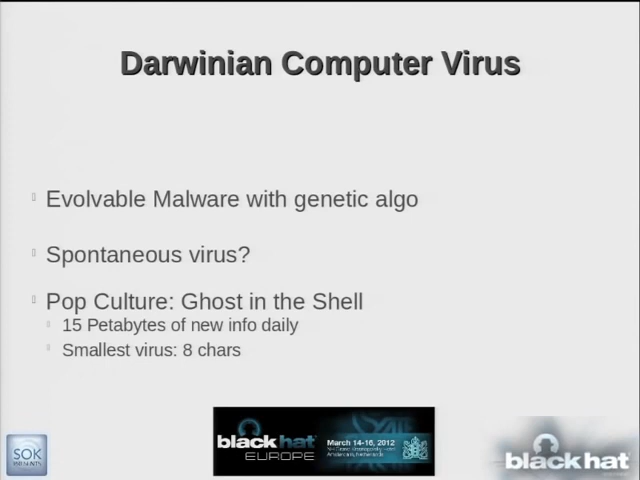 Darwinian Computer Virus
Evolvable Malware with genetic algo
Spontaneous virus?
Pop Culture: Ghost in the Shell
15 Petabytes of new info daily
Smallest virus: 8 chars
black hat
EUROPE
March 14-16, 2012
SOK
PRESENTS
black hat